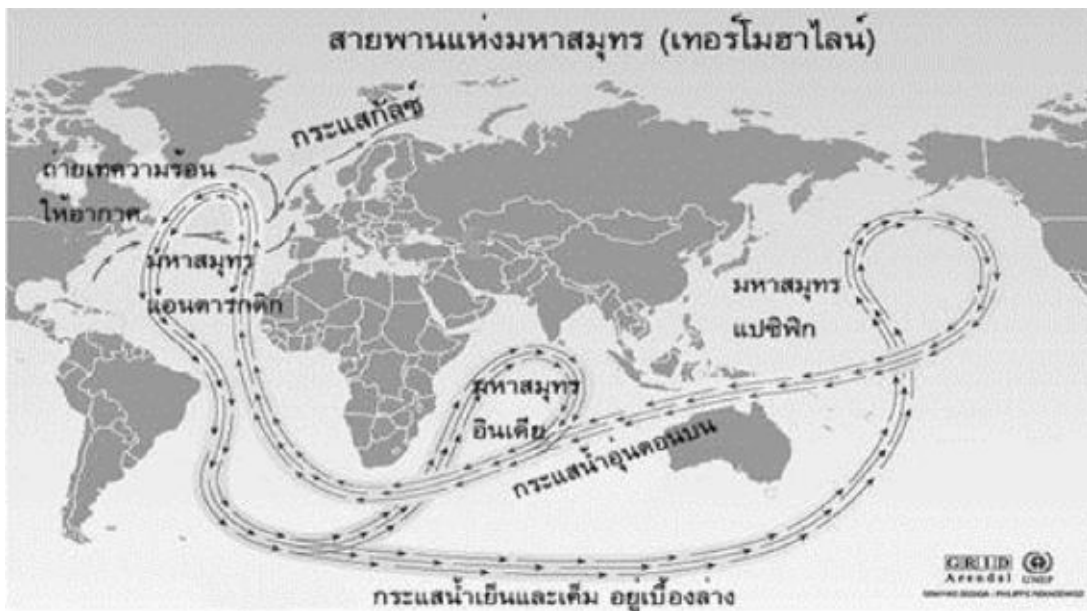 สายพานแห่งมหาสมุทร (เทอร์โมฮาไลน์)
กระแสกัลซ์
ถ่ายเทความร้อน
ให้อากาศ
มหาสมุทร
แอนตารกติก
มหาสมุทร
แปซิฟิก
มหาสมุทร
อินเดีย
กระแสน้ำอุ่นตอนบน
กระแสน้ำเย็นและเค็ม อยู่เบื้องล่าง
GRID
Arendal UNEP